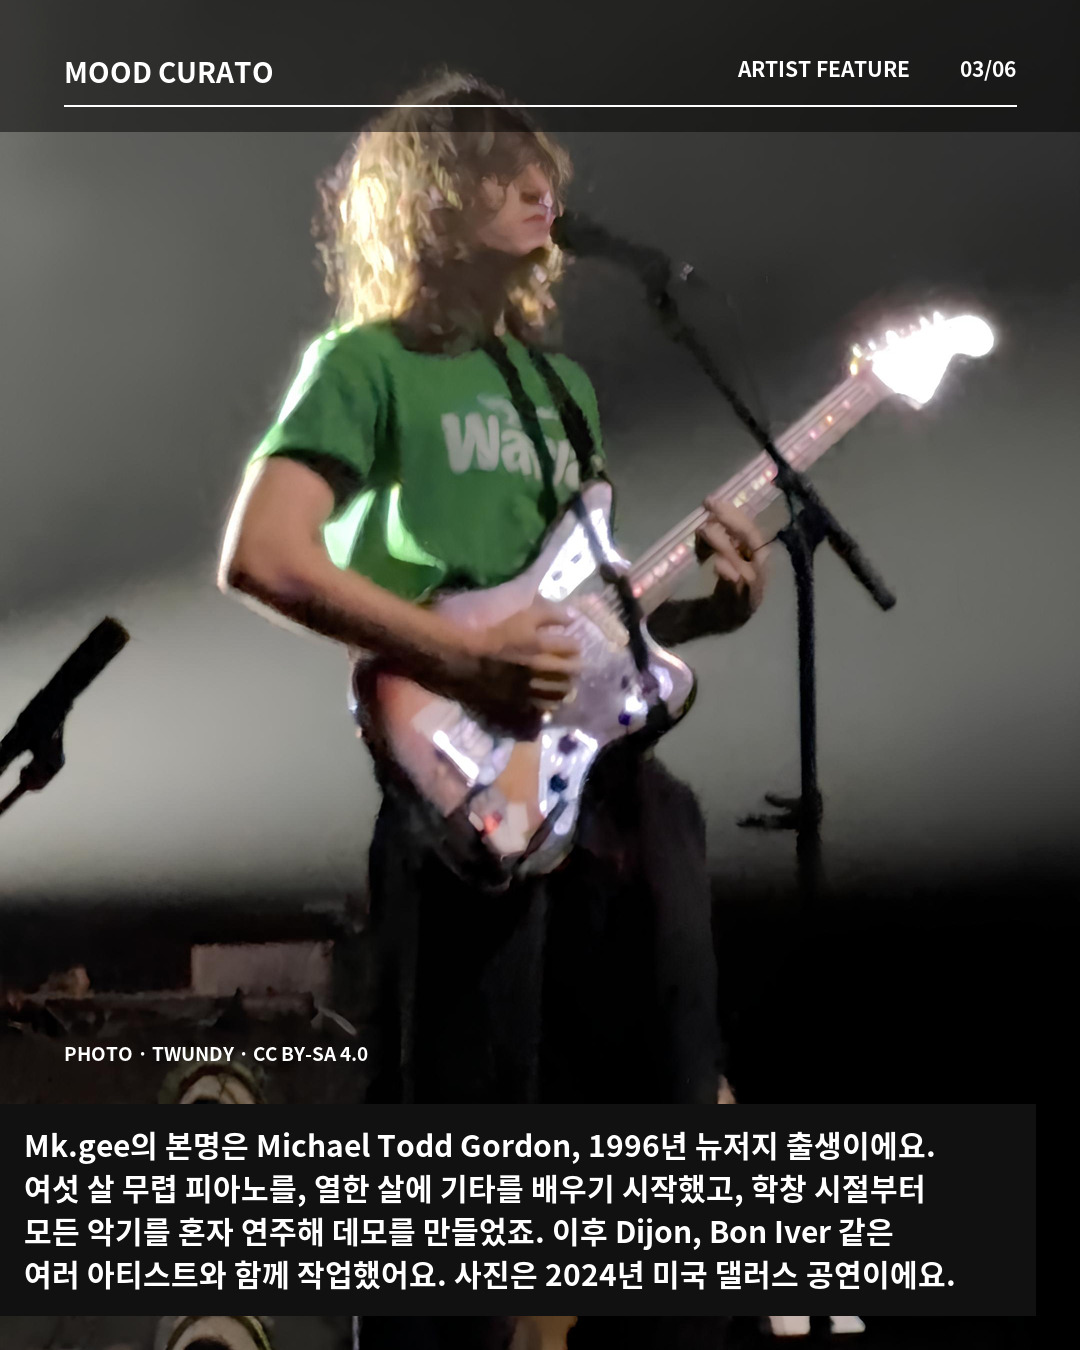 MOOD CURATO
ARTIST FEATURE 03/06
PHOTO · TWUNDY · CC BY-SA 4.0
Mk.gee의 본명은 Michael Todd Gordon, 1996년 뉴저지 출생이에요.
여섯 살 무렵 피아노를, 열한 살에 기타를 배우기 시작했고, 학창 시절부터
모든 악기를 혼자 연주해 데모를 만들었죠. 이후 Dijon, Bon Iver 같은
여러 아티스트와 함께 작업했어요. 사진은 2024년 미국 댈러스 공연이에요.